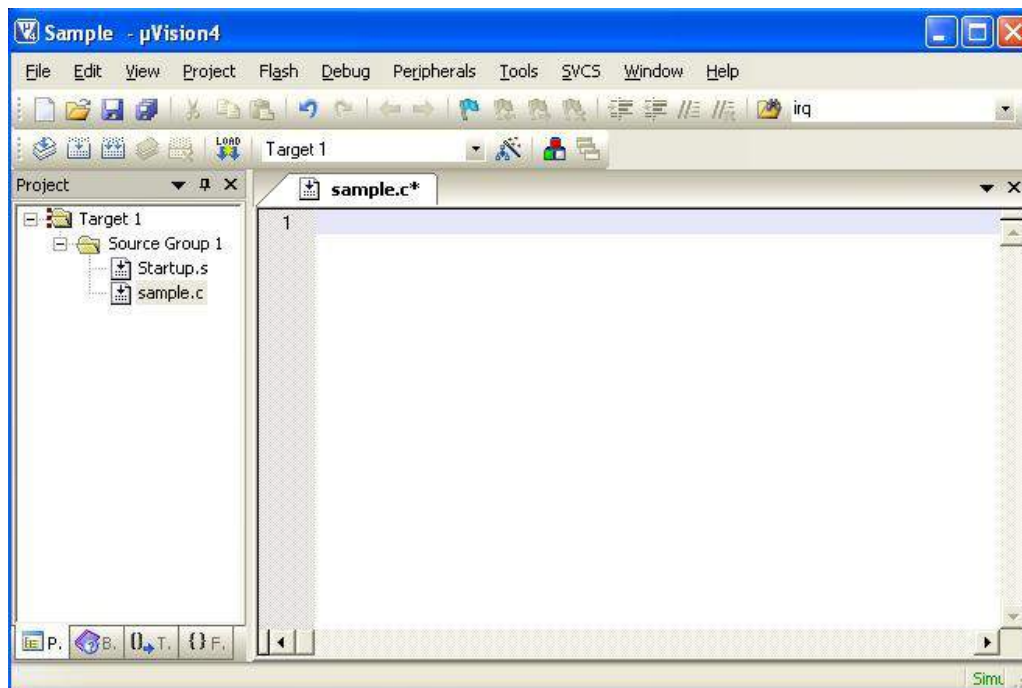 Sample - µVision4
File Edit View Project Flash Debug Peripherals Tools SVCS Window Help
irq
LOAD Target 1
Project
sample.c*
Target 1
Source Group 1
Startup.s
sample.c
1
P. B. T. F.
Simu